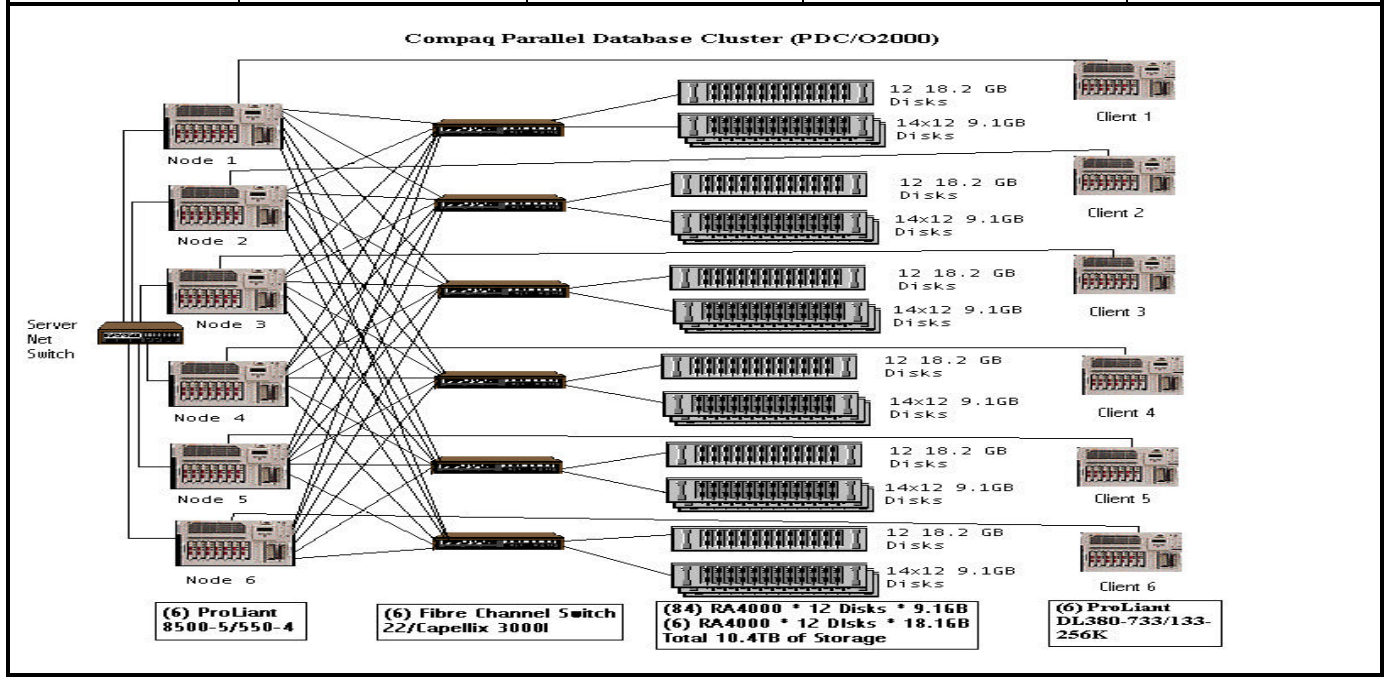 Compaq Parallel Database Cluster (PDC/O2000)
12 18.2 GB
Disks
14x12 9.1GB
Disks
Client 1
Node 1
12 18.2 GB
Disks
14x12 9.1GB
Disks
Client 2
Node 2
12 18.2 GB
Disks
14x12 9.1GB
Disks
Client 3
Node 3
Server
Net
Switch
12 18.2 GB
Disks
14x12 9.1GB
Disks
Client 4
Node 4
12 18.2 GB
Disks
14x12 9.1GB
Disks
Client 5
Node 5
12 18.2 GB
Disks
14x12 9.1GB
Disks
Client 6
Node 6
(6) ProLiant
8500-5/550-4
(6) Fibre Channel Switch
22/Capellix 3000I
(84) RA4000 * 12 Disks * 9.1GB
(6) RA4000 * 12 DIsks * 18.1GB
Total 10.4TB of Storage
(6) ProLiant
DL380-733/133-
256K